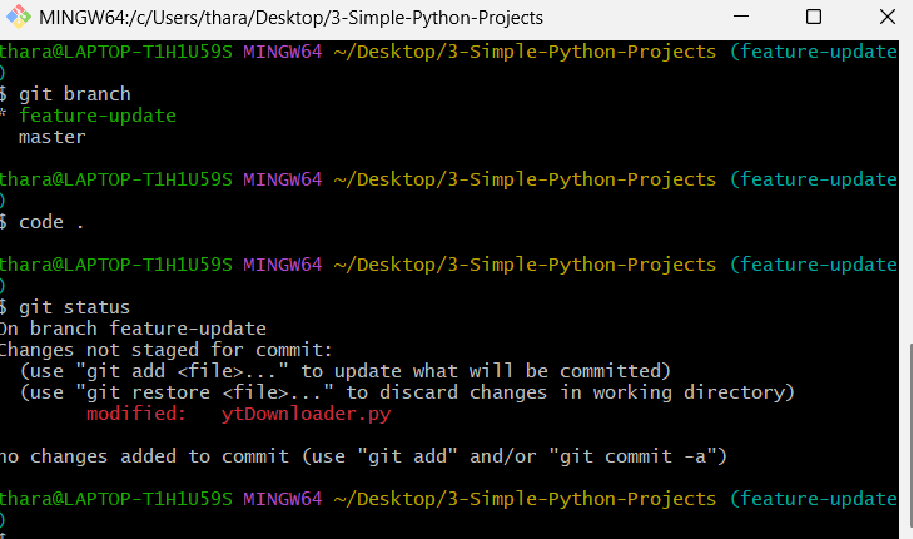 MINGW64:/c/Users/thara/Desktop/3-Simple-Python-Projects
thara@LAPTOP-T1H1U59S MINGW64 ~/Desktop/3-Simple-Python-Projects (feature-update
)
$ git branch
* feature-update
  master

thara@LAPTOP-T1H1U59S MINGW64 ~/Desktop/3-Simple-Python-Projects (feature-update
)
$ code .

thara@LAPTOP-T1H1U59S MINGW64 ~/Desktop/3-Simple-Python-Projects (feature-update
)
$ git status
On branch feature-update
Changes not staged for commit:
  (use "git add <file>..." to update what will be committed)
  (use "git restore <file>..." to discard changes in working directory)
        modified:   ytDownloader.py

no changes added to commit (use "git add" and/or "git commit -a")

thara@LAPTOP-T1H1U59S MINGW64 ~/Desktop/3-Simple-Python-Projects (feature-update
)
$